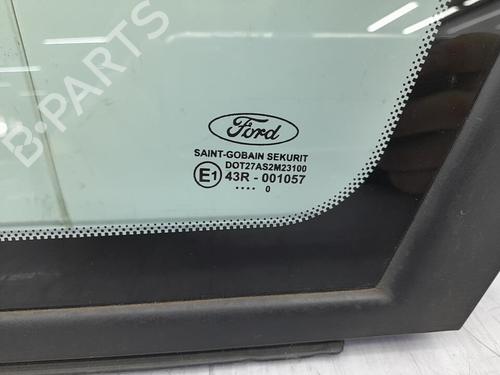 B-PARTS
Ford
SAINT-GOBAIN SEKURIT
DOT27AS2M23100
E1 43R - 001057
.... 0